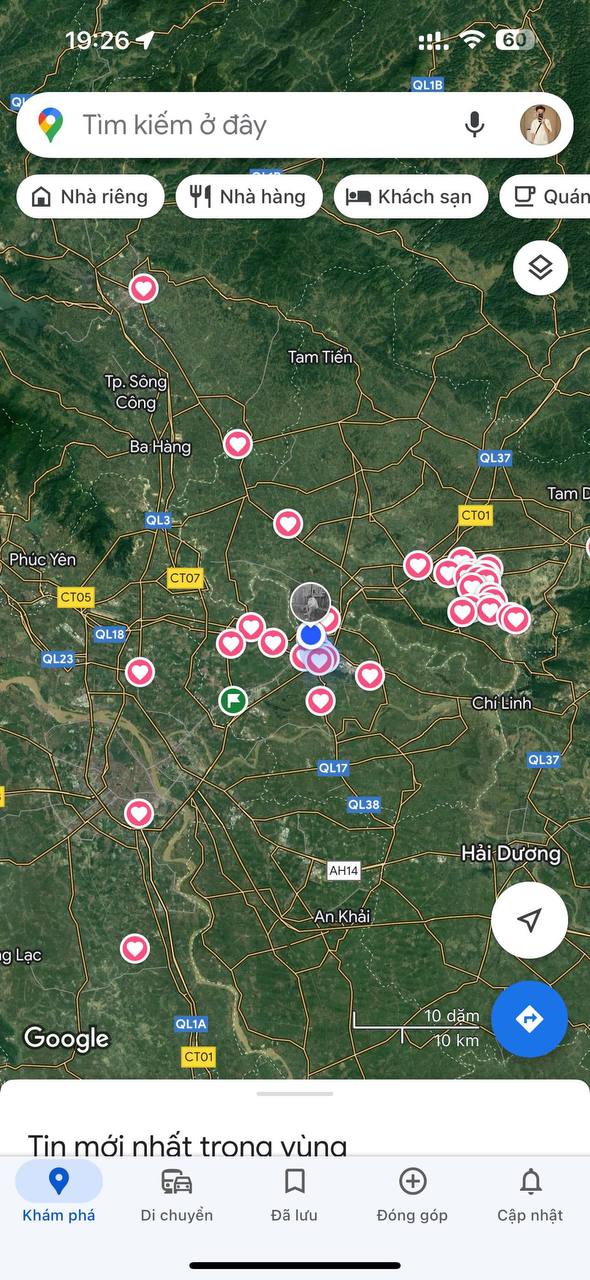 19:26
60
QL1B
Tìm kiếm ở đây
Nhà riêng
Nhà hàng
Khách sạn
Quán
Tam Tiến
Tp. Sông
Công
Ba Hàng
QL37
CT01
QL3
Phúc Yên
CT07
CT05
QL18
QL23
Chí Linh
QL37
QL17
QL38
Hải Dương
AH14
An Khải
Lạc
10 dặm
10 km
QL1A
Google
CT01
Tin mới nhất trong vùng
Khám phá
Di chuyển
Đã lưu
Đóng góp
Cập nhật